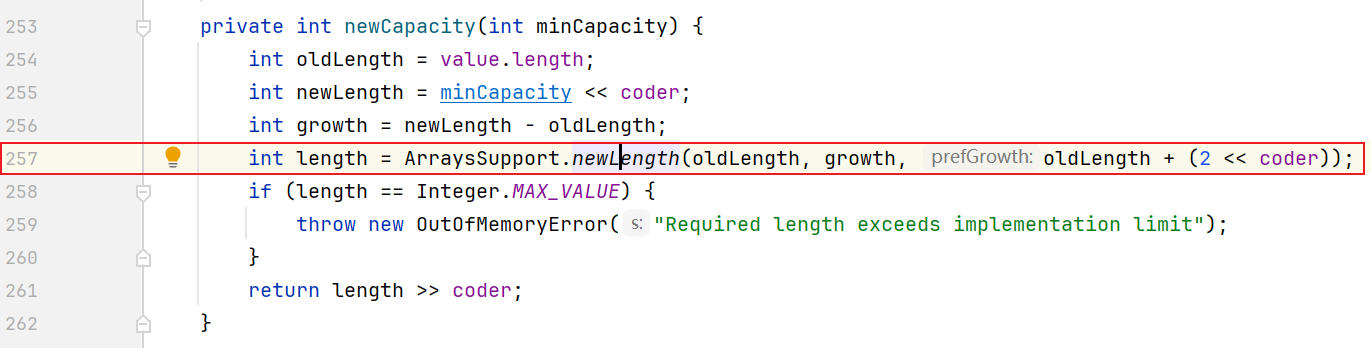 253 private int newCapacity(int minCapacity) {
254 int oldLength = value.length;
255 int newLength = minCapacity << coder;
256 int growth = newLength - oldLength;
257 int length = ArraysSupport.newLength(oldLength, growth, prefGrowth: oldLength + (2 << coder));
258 if (length == Integer.MAX_VALUE) {
259 throw new OutOfMemoryError( s: "Required length exceeds implementation limit");
260 }
261 return length >> coder;
262 }